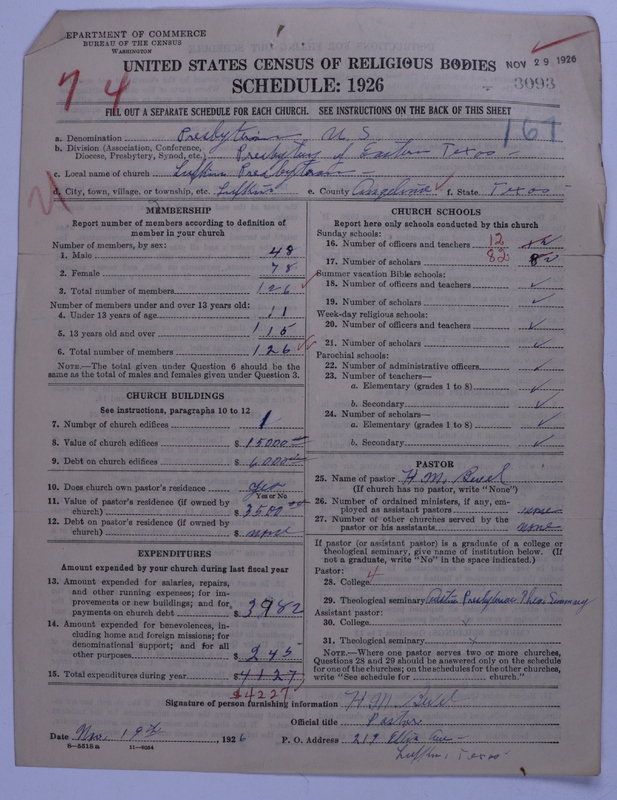 EPARTMENT OF COMMERCE
BUREAU OF THE CENSUS
WASHINGTON
NOV 29 1926
UNITED STATES CENSUS OF RELIGIOUS BODIES
SCHEDULE: 1926
3093
74
FILL OUT A SEPARATE SCHEDULE FOR EACH CHURCH. SEE INSTRUCTIONS ON THE BACK OF THIS SHEET
167
a. Denomination Presbyterian U. S.
b. Division (Association, Conference, Diocese, Presbytery, Synod, etc.) Presbytery of Eastern Texas
c. Local name of church Lufkin Presbyterian
d. City, town, village, or township, etc. Lufkin e. County Angelina f. State Texas
21
MEMBERSHIP
Report number of members according to definition of
member in your church
Number of members, by sex:
1. Male 48
2. Female 78
3. Total number of members 126
Number of members under and over 13 years old:
4. Under 13 years of age 11
5. 13 years old and over 115
6. Total number of members 126
NOTE.—The total given under Question 6 should be the
same as the total of males and females given under Question 3.
CHURCH BUILDINGS
See instructions, paragraphs 10 to 12
7. Number of church edifices 1
8. Value of church edifices $ 15000
9. Debt on church edifices $ 6000
10. Does church own pastor's residence yes
Yes or No
11. Value of pastor's residence (if owned by
church) $ 3500
12. Debt on pastor's residence (if owned by
church) $ none
EXPENDITURES
Amount expended by your church during last fiscal year
13. Amount expended for salaries, repairs,
and other running expenses; for im-
provements or new buildings; and for
payments on church debt $ 3982
14. Amount expended for benevolences, in-
cluding home and foreign missions; for
denominational support; and for all
other purposes $ 245
15. Total expenditures during year $4127
$4227
CHURCH SCHOOLS
Report here only schools conducted by this church
Sunday schools:
16. Number of officers and teachers 12 12
17. Number of scholars 82 82
Summer vacation Bible schools:
18. Number of officers and teachers
19. Number of scholars
Week-day religious schools:
20. Number of officers and teachers
21. Number of scholars
Parochial schools:
22. Number of administrative officers
23. Number of teachers—
a. Elementary (grades 1 to 8)
b. Secondary
24. Number of scholars—
a. Elementary (grades 1 to 8)
b. Secondary
PASTOR
25. Name of pastor H. M.
(If church has no pastor, write "None")
26. Number of ordained ministers, if any, em-
ployed as assistant pastors none
27. Number of other churches served by the
pastor or his assistants none
If pastor (or assistant pastor) is a graduate of a college or
theological seminary, give name of institution below. (If
not a graduate, write "No" in the space indicated.)
Pastor:
28. College 4
29. Theological seminary Austin Presbyterian Theo. Seminary
Assistant pastor:
30. College
31. Theological seminary
NOTE.—Where one pastor serves two or more churches,
Questions 28 and 29 should be answered only on the schedule
for one of the churches; on the schedules for the other churches,
write "See schedule for church."
Signature of person furnishing information H. M.
Official title Pastor
Date Nov. 19th, 1926 P. O. Address 219 Ellis Ave
Lufkin, Texas
8—5518 a 11—9084